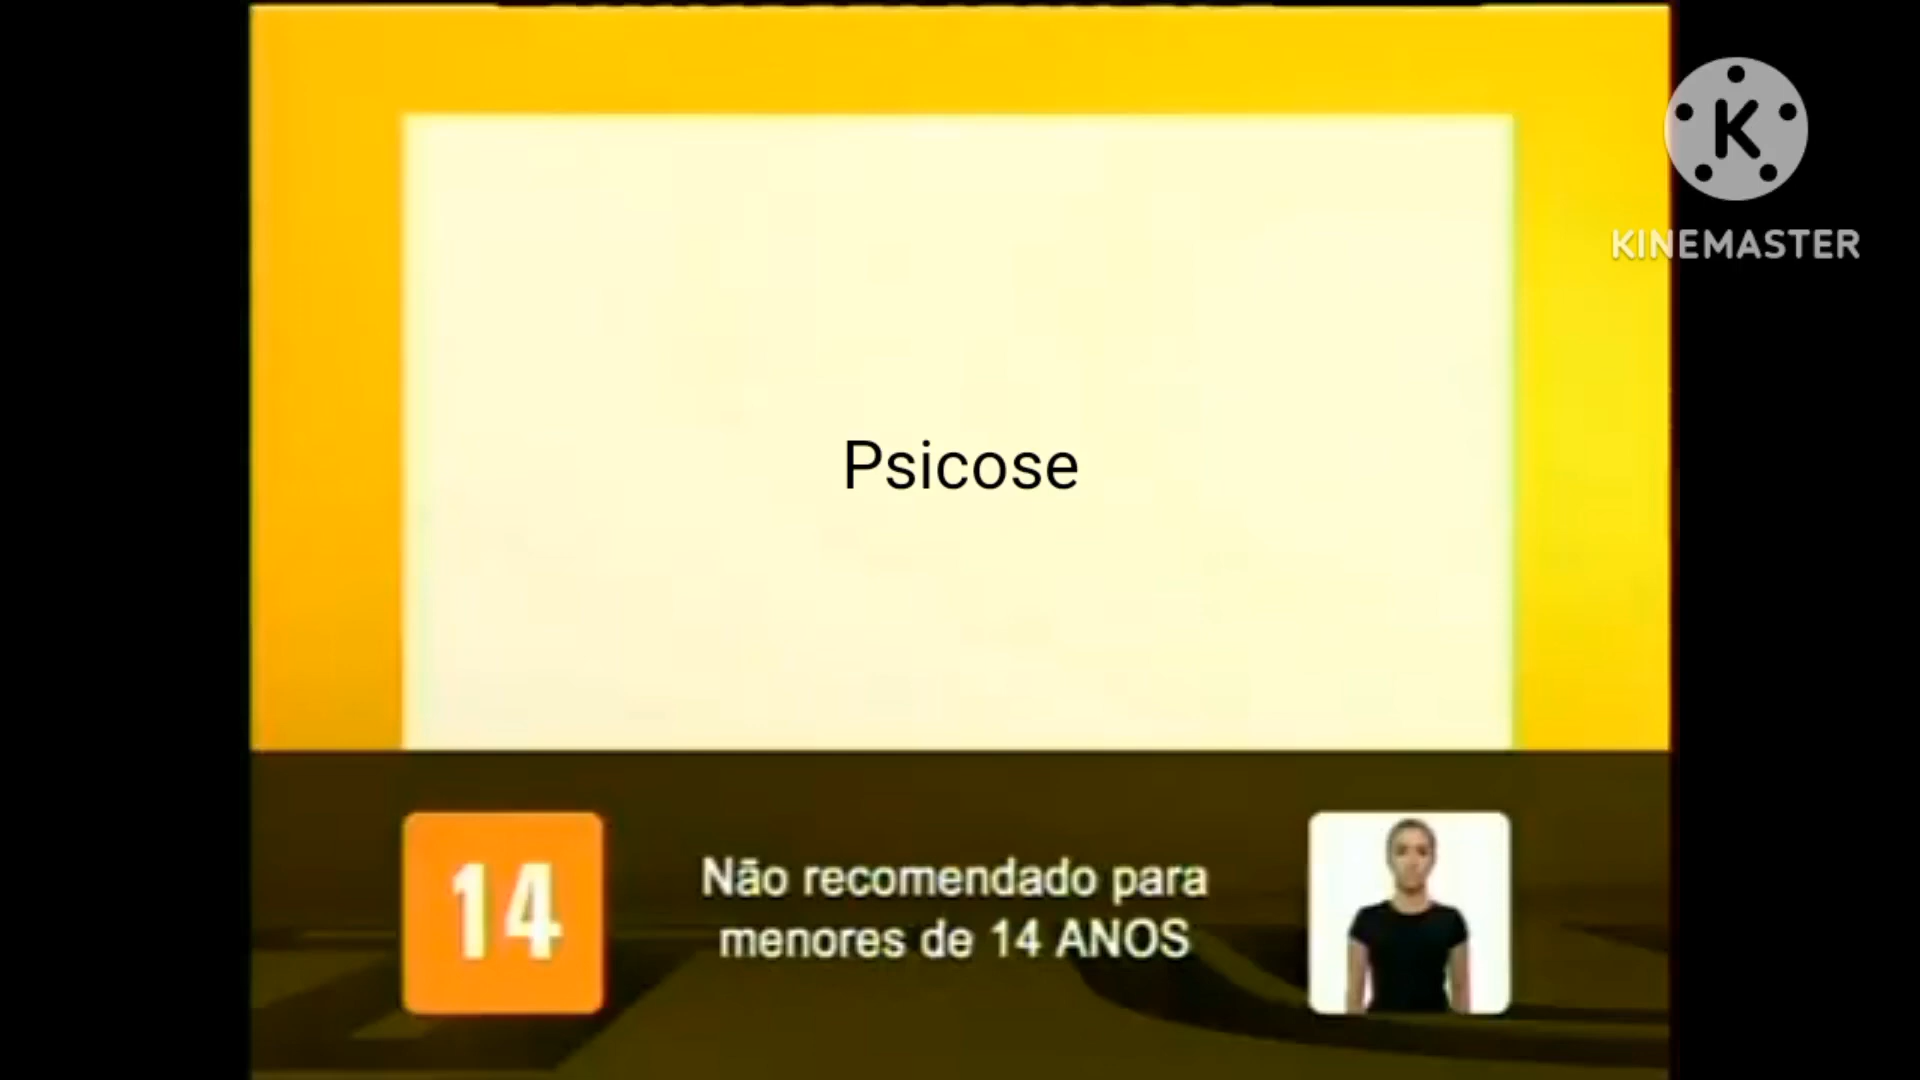 K
KINEMASTER
Psicose
14
Não recomendado para
menores de 14 ANOS